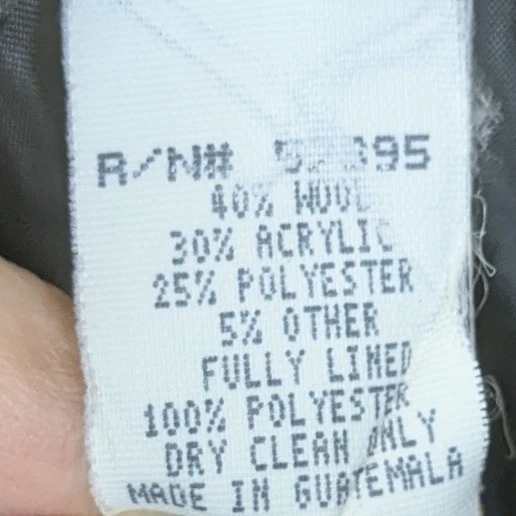 R/N#
40% WOOL
30% ACRYLIC
25% POLYESTER
5% OTHER
FULLY LINED
100% POLYESTER
DRY CLEAN ONLY
MADE IN GUATEMALA